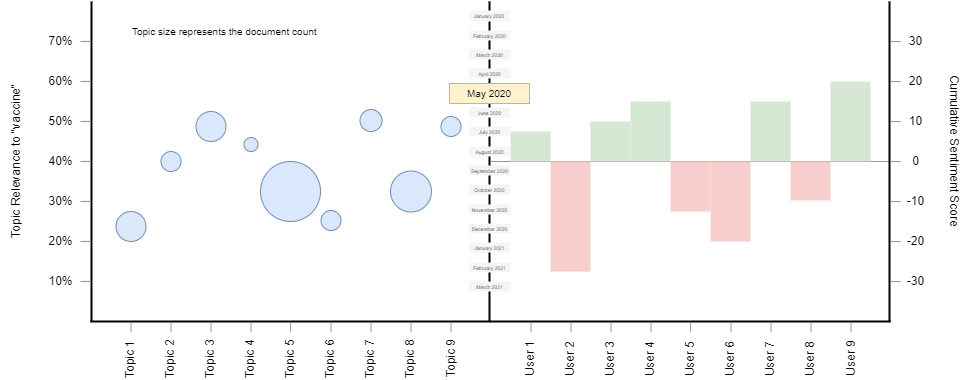 Topic size represents the document count
Topic Relevance to "vaccine"
70%
60%
50%
40%
30%
20%
10%
Topic 1
Topic 2
Topic 3
Topic 4
Topic 5
Topic 6
Topic 7
Topic 8
Topic 9
January 2020
February 2020
March 2020
April 2020
May 2020
June 2020
July 2020
August 2020
September 2020
October 2020
November 2020
December 2020
January 2021
February 2021
March 2021
User 1
User 2
User 3
User 4
User 5
User 6
User 7
User 8
User 9
30
20
10
0
-10
-20
-30
Cumulative Sentiment Score